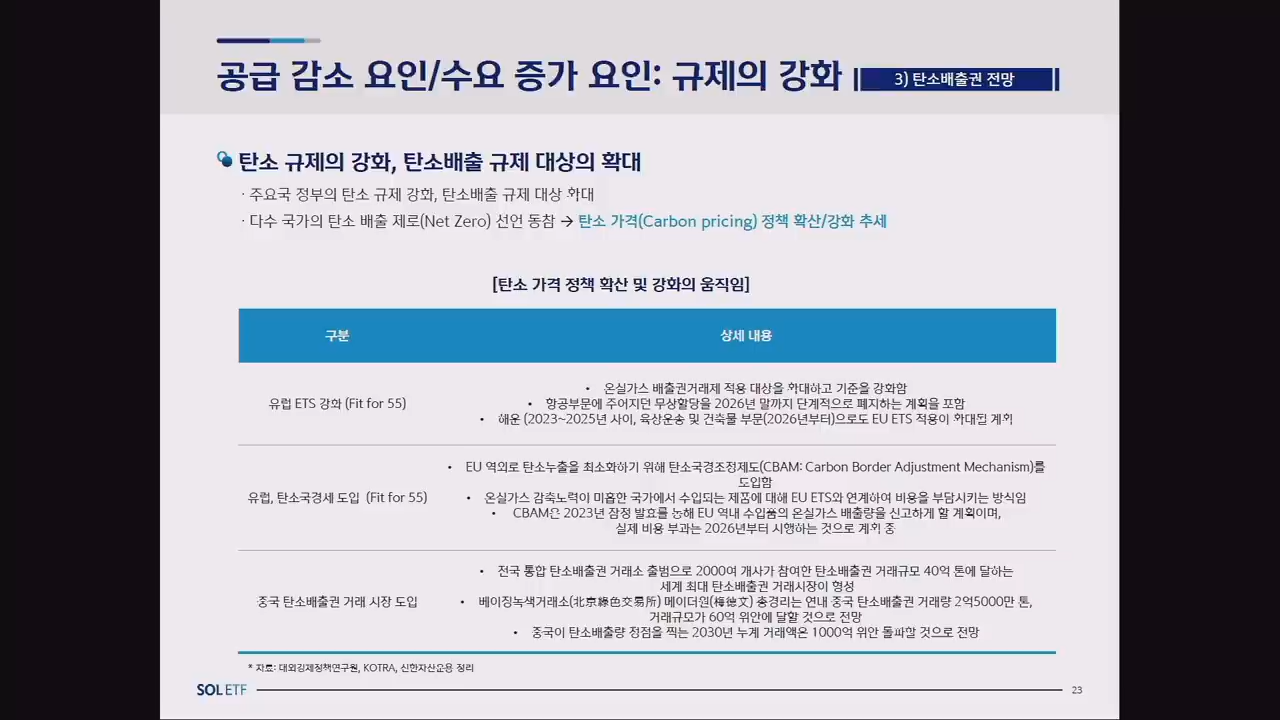 공급 감소 요인/수요 증가 요인: 규제의 강화
3) 탄소배출권 전망
탄소 규제의 강화, 탄소배출 규제 대상의 확대
· 주요국 정부의 탄소 규제 강화, 탄소배출 규제 대상 확대
· 다수 국가의 탄소 배출 제로(Net Zero) 선언 동참 → 탄소 가격(Carbon pricing) 정책 확산/강화 추세
[탄소 가격 정책 확산 및 강화의 움직임]
구분
상세 내용
유럽 ETS 강화 (Fit for 55)
• 온실가스 배출권거래제 적용 대상을 확대하고 기준을 강화함
• 항공부문에 주어지던 무상할당을 2026년 말까지 단계적으로 폐지하는 계획을 포함
• 해운 (2023~2025년 사이, 육상운송 및 건축물 부문(2026년부터)으로도 EU ETS 적용이 확대될 계획
유럽, 탄소국경세 도입 (Fit for 55)
• EU 역외로 탄소누출을 최소화하기 위해 탄소국경조정제도(CBAM: Carbon Border Adjustment Mechanism)를
도입함
• 온실가스 감축노력이 미흡한 국가에서 수입되는 제품에 대해 EU ETS와 연계하여 비용을 부담시키는 방식임
• CBAM은 2023년 잠정 발효를 통해 EU 역내 수입품의 온실가스 배출량을 신고하게 할 계획이며,
실제 비용 부과는 2026년부터 시행하는 것으로 계획 중
중국 탄소배출권 거래 시장 도입
• 전국 통합 탄소배출권 거래소 출범으로 2000여 개사가 참여한 탄소배출권 거래규모 40억 톤에 달하는
세계 최대 탄소배출권 거래시장이 형성
• 베이징녹색거래소(北京綠色交易所) 메이더원(梅德文) 총경리는 연내 중국 탄소배출권 거래량 2억5000만 톤,
거래규모가 60억 위안에 달할 것으로 전망
• 중국이 탄소배출량 정점을 찍는 2030년 누계 거래액은 1000억 위안 돌파할 것으로 전망
* 자료: 대외경제정책연구원, KOTRA, 신한자산운용 정리
SOL ETF
23